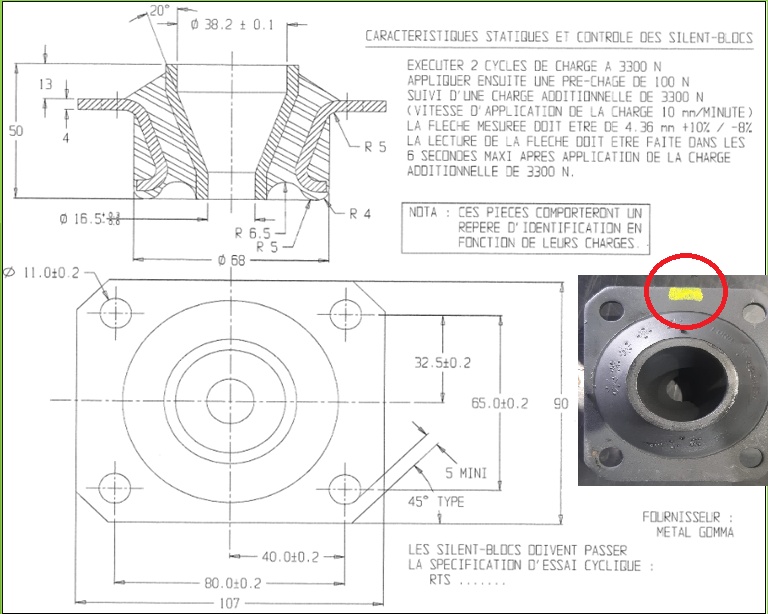 20°
Ø 38.2 ± 0.1
13
50
4
R 5
R 4
Ø 16.5
R 6.5
R 5
Ø 68
CARACTERISTIQUES STATIQUES ET CONTROLE DES SILENT-BLOCS
EXECUTER 2 CYCLES DE CHARGE A 3300 N
APPLIQUER ENSUITE UNE PRE-CHAGE DE 100 N
SUIVI D'UNE CHARGE ADDITIONNELLE DE 3300 N
(VITESSE D'APPLICATION DE LA CHARGE 10 mm/MINUTE)
LA FLECHE MESUREE DOIT ETRE DE 4.36 mm +10% / -8%
LA LECTURE DE LA FLECHE DOIT ETRE FAITE DANS LES
6 SECONDES MAXI APRES APPLICATION DE LA CHARGE
ADDITIONNELLE DE 3300 N.
NOTA : CES PIECES COMPORTERONT UN
REPERE D'IDENTIFICATION EN
FONCTION DE LEURS CHARGES.
Ø 11.0±0.2
32.5±0.2
65.0±0.2
90
5 MINI
45° TYPE
40.0±0.2
80.0±0.2
107
FOURNISSEUR :
METAL GOMMA
LES SILENT-BLOCS DOIVENT PASSER
LA SPECIFICATION D'ESSAI CYCLIQUE :
RTS .......